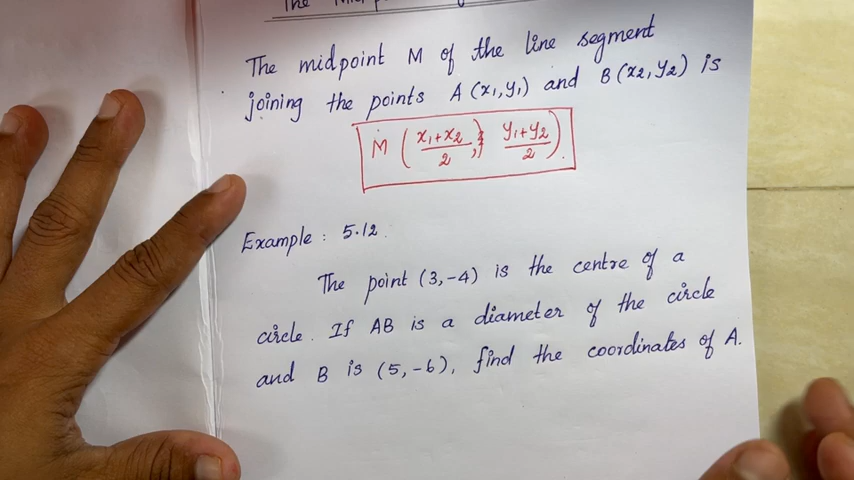 The Mid
The midpoint M of the line segment
joining the points A (x₁,y₁) and B (x₂,y₂) is
M ( x₁+x₂/2 , y₁+y₂/2 ).
Example : 5.12.
The point (3,-4) is the centre of a
circle. If AB is a diameter of the circle
and B is (5,-6), find the coordinates of A.